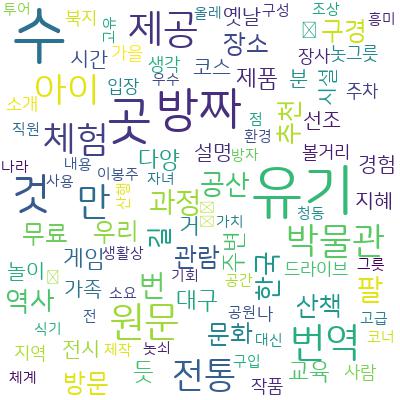 투어 북지 올레 옛날 구성 조상 흥미
수 제공 장소 구경
아이 가을 시간 생각 코스 제품 분 놋그릇
소개 우수 입장 장사 시설 주차
직원 곳 방짜 추천 선조
나라 체험 설명 점 환경 볼거리 경험
내용 이봉주 다양 방자
것 만 사용 자녀 공산 유기 청동 지혜
선행 과정 가치
무료 우리 생활상 길 거 주변 한국 박물관
놀이 게임 번 관람 기회 공간 드라이브 그릇
역사 가족 소요 대구 공원 나 산책 팔 고급
식기 전 원문 문화 대신 번역 코너
지역 전시 제작 놋쇠 듯 구입 교육 사람
체계 방문 전통 작품